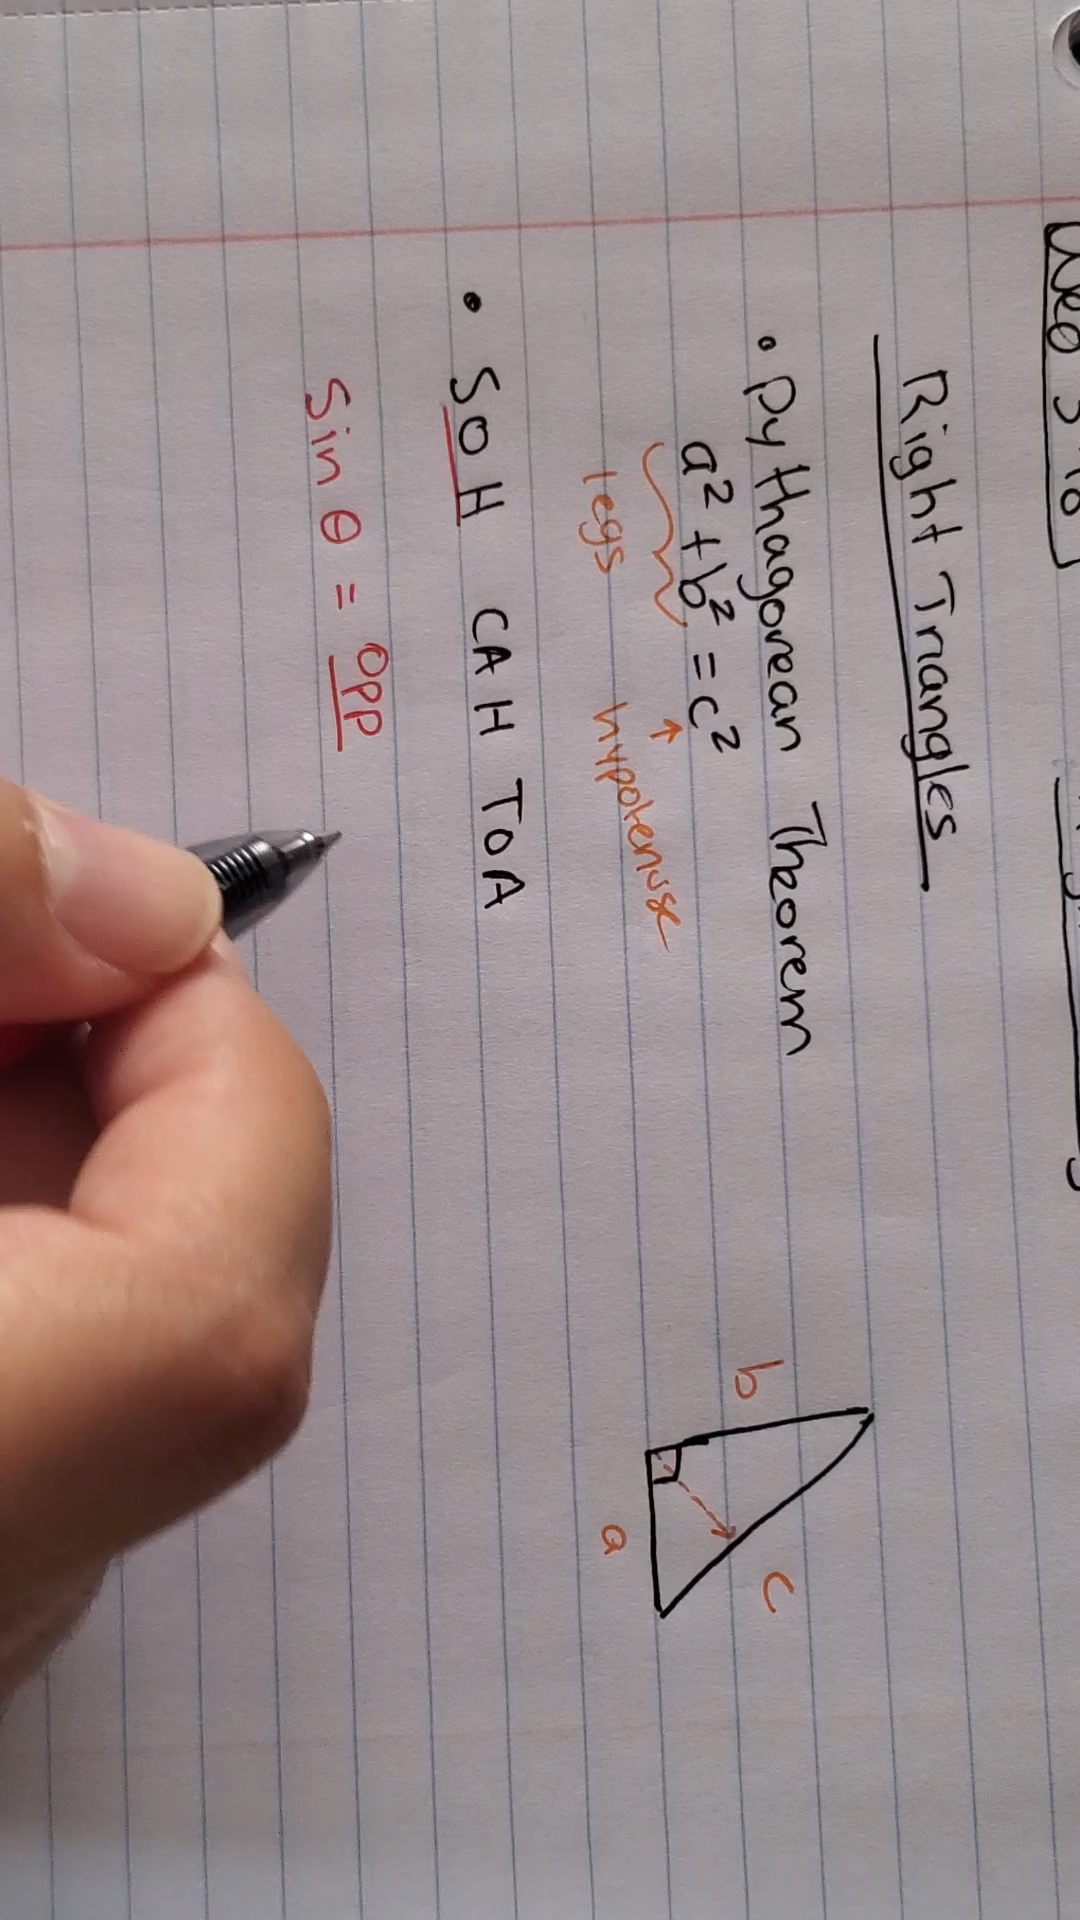 Right Triangles
• Pythagorean Theorem
a² + b² = c²
legs hypotenuse
b
c
a
• SOH CAH TOA
Sin θ = OPP